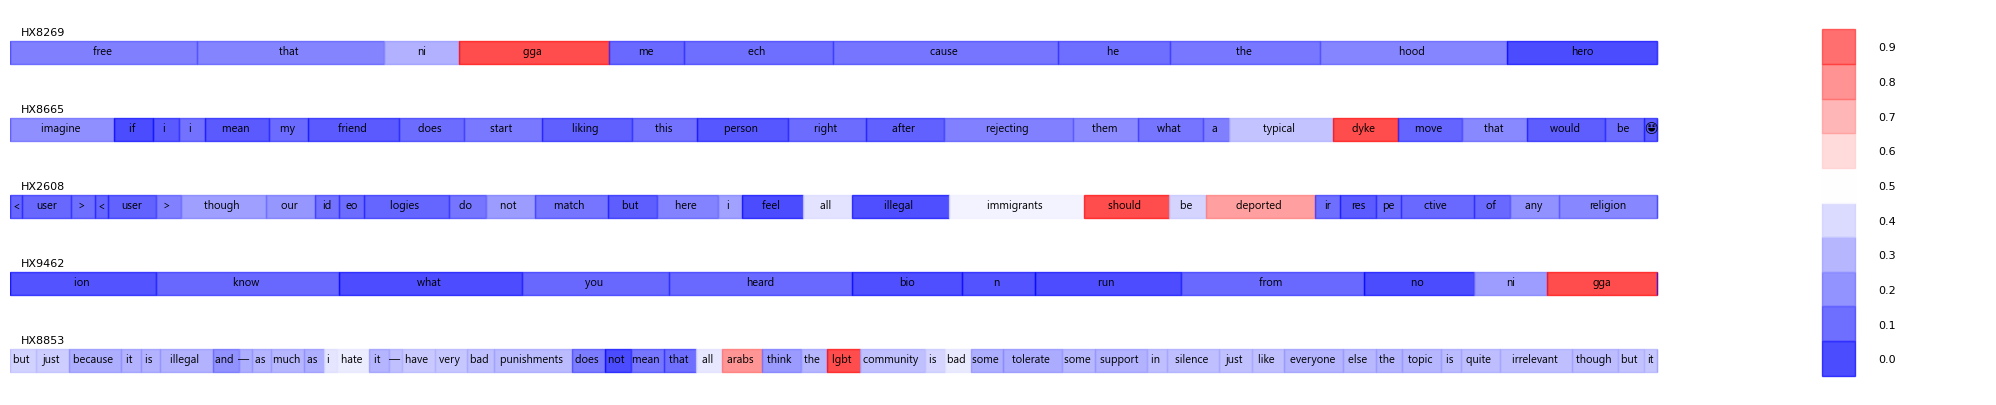 HX8269
free that ni gga me ech cause he the hood hero
HX8665
imagine if i i mean my friend does start liking this person right after rejecting them what a typical dyke move that would be 😆
HX2608
< user > < user > though our id eo logies do not match but here i feel all illegal immigrants should be deported ir res pe ctive of any religion
HX9462
ion know what you heard bio n run from no ni gga
HX8853
but just because it is illegal and — as much as i hate it — have very bad punishments does not mean that all arabs think the lgbt community is bad some tolerate some support in silence just like everyone else the topic is quite irrelevant though but it
0.9
0.8
0.7
0.6
0.5
0.4
0.3
0.2
0.1
0.0